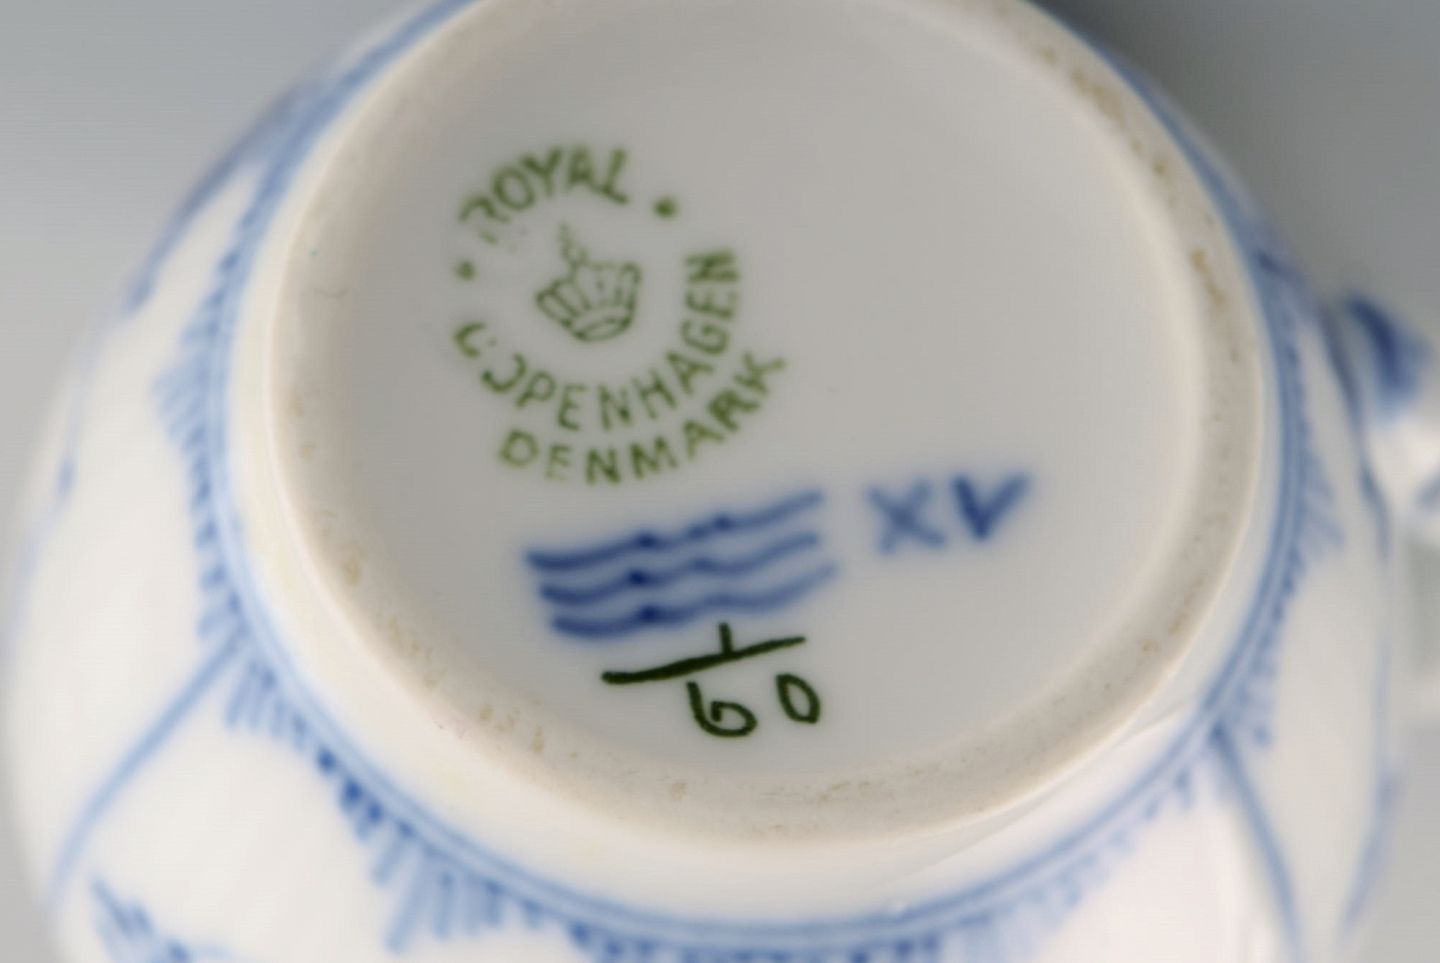 ROYAL
COPENHAGEN
DENMARK
XV
1
60